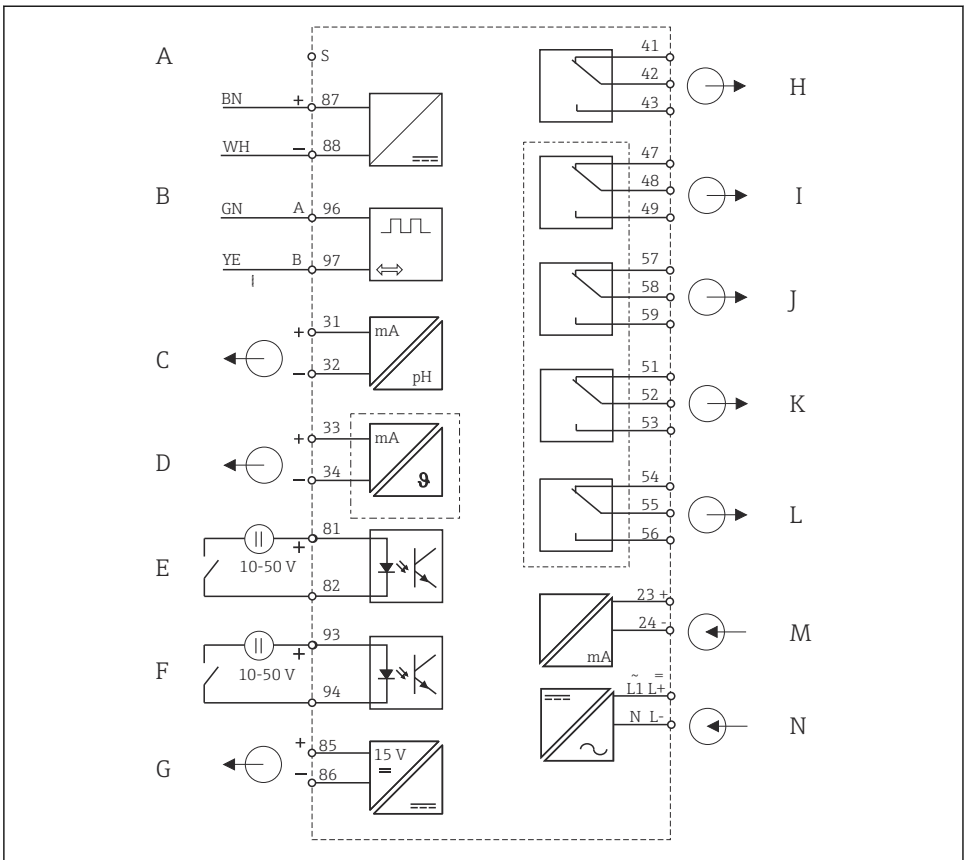 A
S
BN + 87
WH – 88
B
GN A 96
YE B 97
C
+ 31 mA
– 32 pH
D
+ 33 mA
– 34 ϑ
E
81
+
10-50 V
82
F
93
+
10-50 V
94
G
+ 85 15 V
– 86
41
42 H
43
47
48 I
49
57
58 J
59
51
52 K
53
54
55 L
56
23 +
24 - M
mA
~ =
L1 L+
N L- N